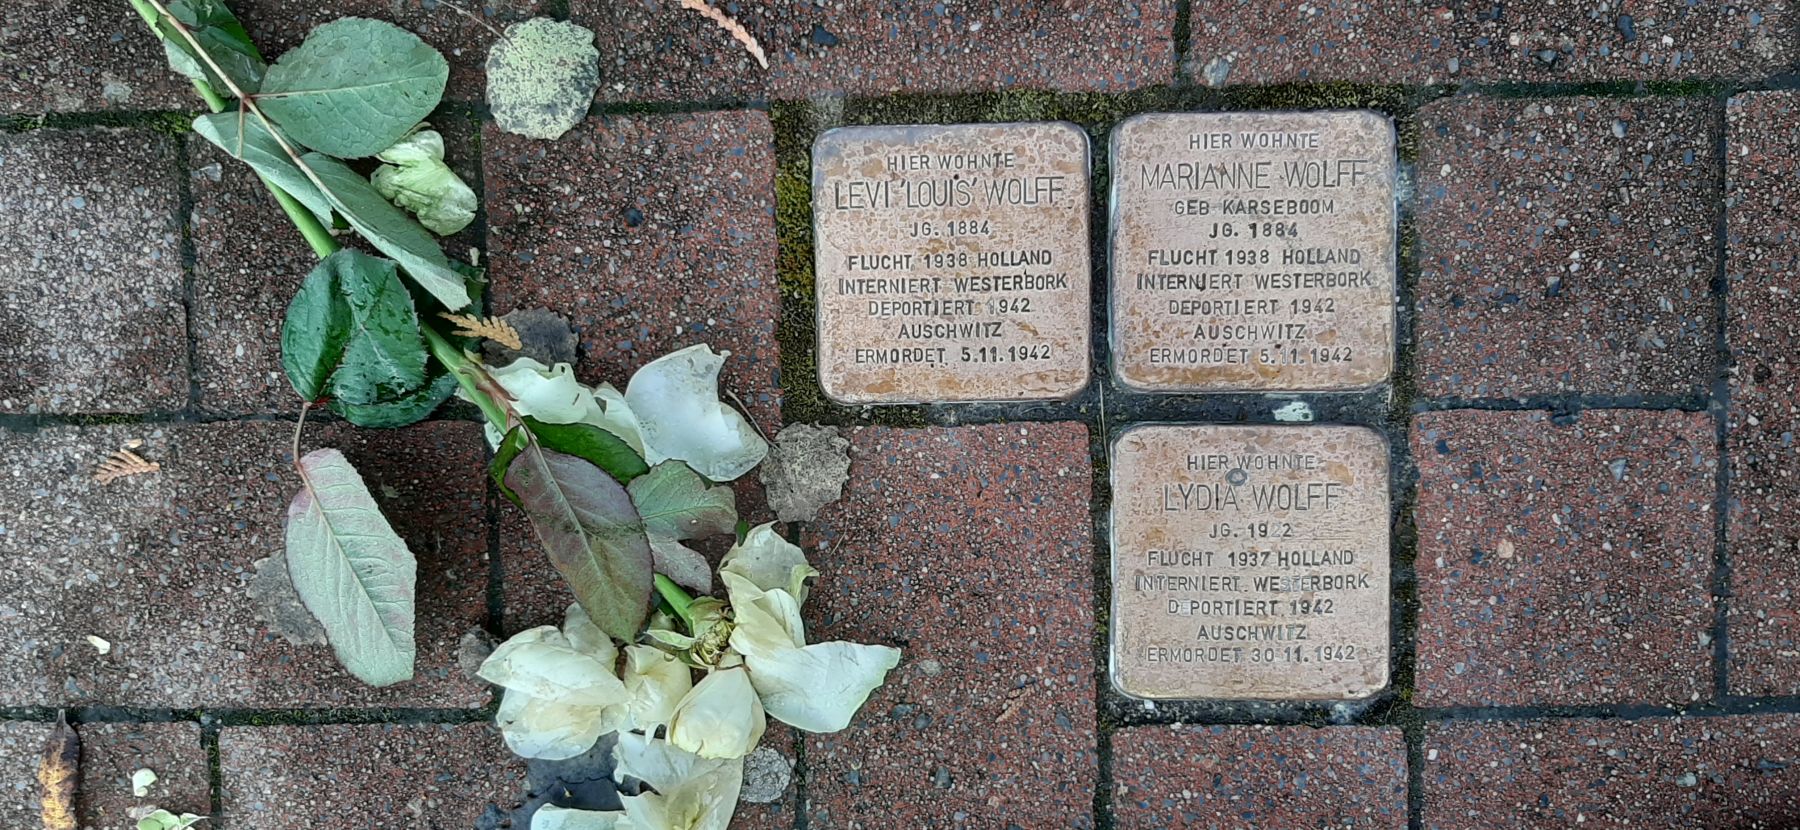 HIER WOHNTE
LEVI 'LOUIS' WOLFF
JG. 1884
FLUCHT 1938 HOLLAND
INTERNIERT WESTERBORK
DEPORTIERT 1942
AUSCHWITZ
ERMORDET 5.11.1942
HIER WOHNTE
MARIANNE WOLFF
GEB. KARSEBOOM
JG. 1884
FLUCHT 1938 HOLLAND
INTERNIERT WESTERBORK
DEPORTIERT 1942
AUSCHWITZ
ERMORDET 5.11.1942
HIER WOHNTE
LYDIA WOLFF
JG. 1922
FLUCHT 1937 HOLLAND
INTERNIERT WESTERBORK
DEPORTIERT 1942
AUSCHWITZ
ERMORDET 30.11.1942